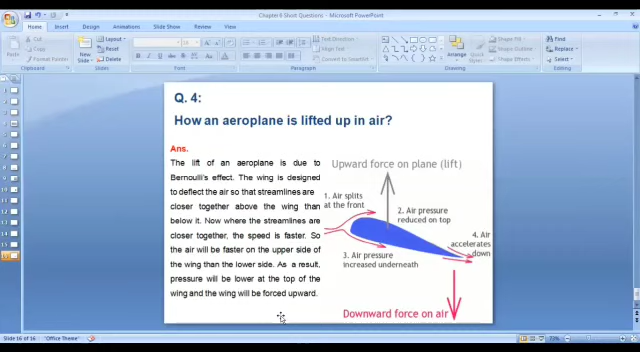 Chapter 6 Shoot Questions - Microsoft PowerPoint
Home Insert Design Animations Slide Show Review View
Cut
Copy
Paste
Format Painter
Clipboard
New Slide
Layout
Reset
Delete
Slides
Font
Text Direction
Align Text
Convert to SmartArt
Paragraph
Arrange
Quick Styles
Shape Fill
Shape Outline
Shape Effects
Drawing
Find
Replace
Select
Editing
Q. 4:
How an aeroplane is lifted up in air?
Ans.
The lift of an aeroplane is due to
Bernoulli's effect. The wing is designed
to deflect the air so that streamlines are
closer together above the wing than
below it. Now where the streamlines are
closer together, the speed is faster. So
the air will be faster on the upper side of
the wing than the lower side. As a result,
pressure will be lower at the top of the
wing and the wing will be forced upward.
Upward force on plane (lift)
1. Air splits
at the front
2. Air pressure
reduced on top
3. Air pressure
increased underneath
4. Air
accelerates
down
Downward force on air
Slide 16 of 16 "Office Theme" 73%